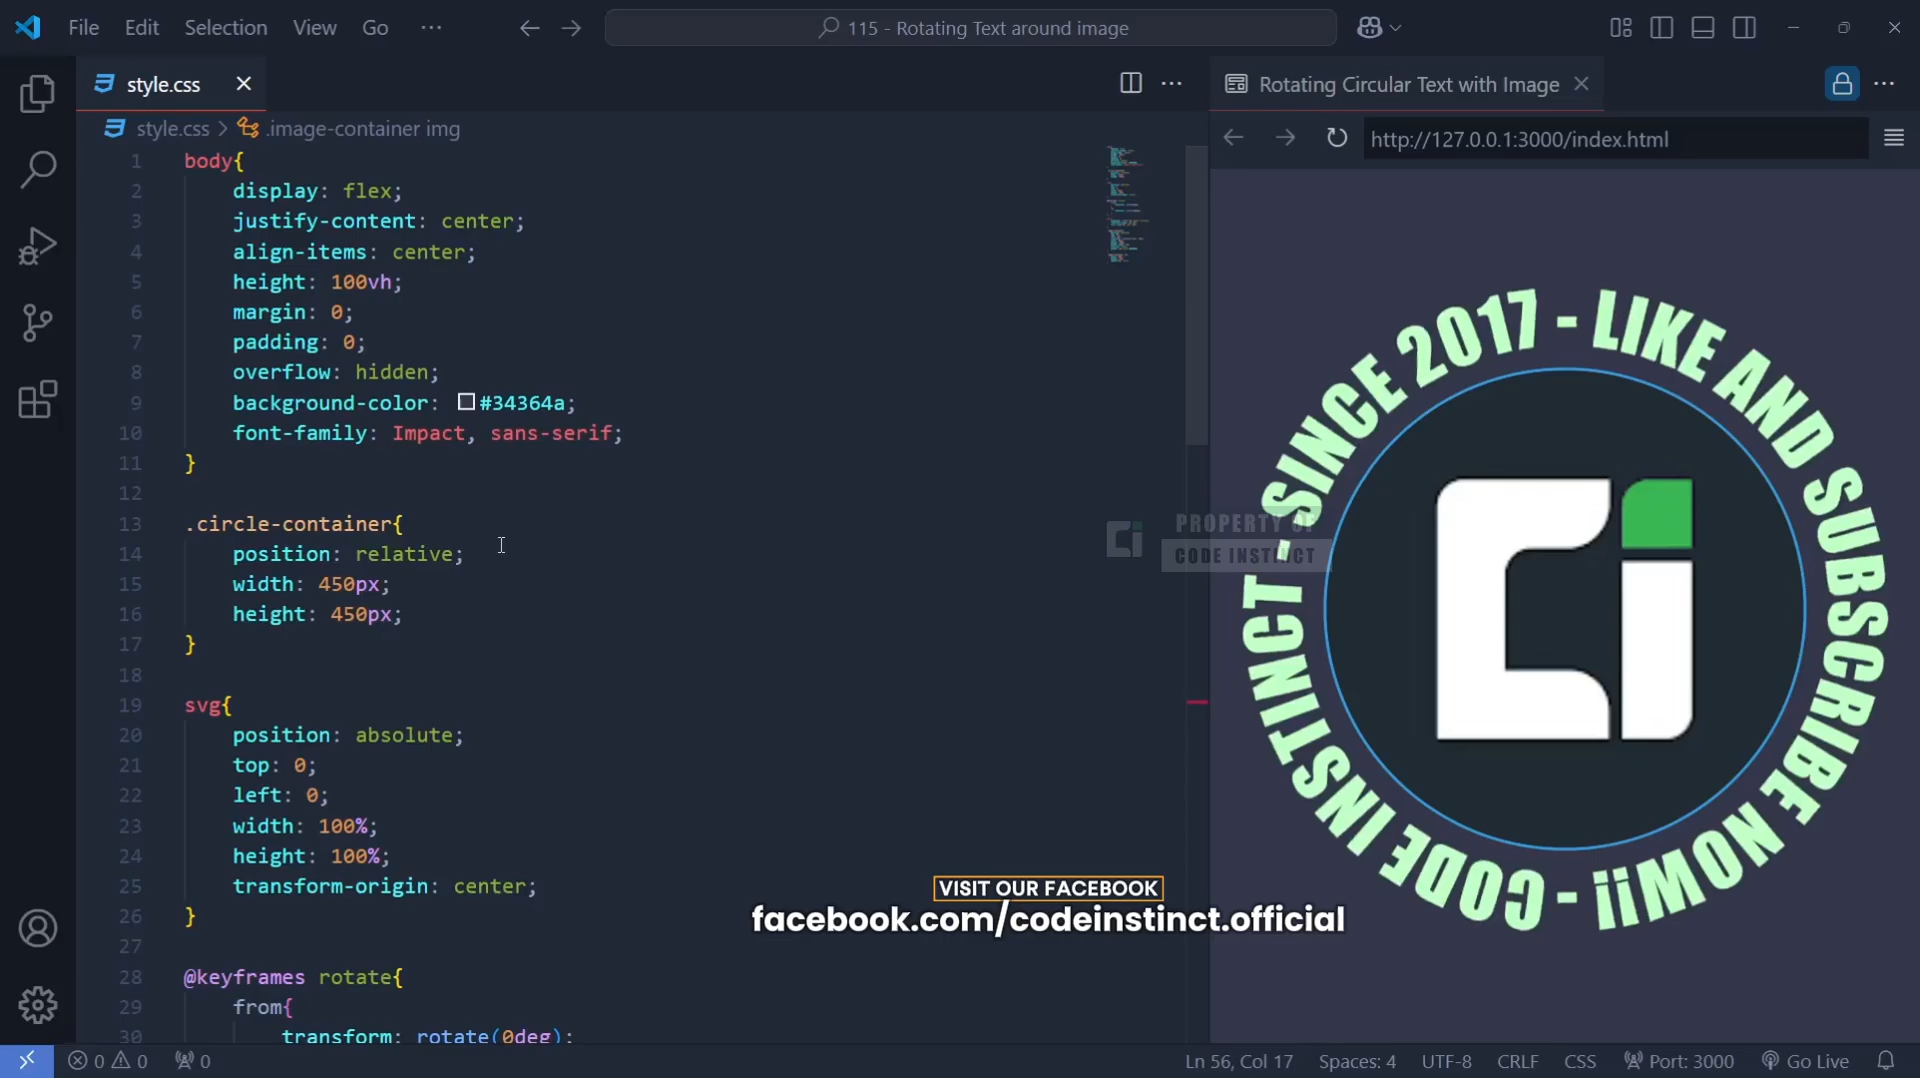 File Edit Selection View Go ··· 115 - Rotating Text around image
style.css
Rotating Circular Text with Image
style.css > .image-container img
http://127.0.0.1:3000/index.html
1 body{
2 display: flex;
3 justify-content: center;
4 align-items: center;
5 height: 100vh;
6 margin: 0;
7 padding: 0;
8 overflow: hidden;
9 background-color: #34364a;
10 font-family: Impact, sans-serif;
11 }
12
13 .circle-container{
14 position: relative;
15 width: 450px;
16 height: 450px;
17 }
18
19 svg{
20 position: absolute;
21 top: 0;
22 left: 0;
23 width: 100%;
24 height: 100%;
25 transform-origin: center;
26 }
27
28 @keyframes rotate{
29 from{
30 transform: rotate(0deg);
CODE INSTINCT - SINCE 2017 - LIKE AND SUBSCRIBE NOW!! -
PROPERTY OF
CODE INSTINCT
VISIT OUR FACEBOOK
facebook.com/codeinstinct.official
0 0 0 Ln 56, Col 17 Spaces: 4 UTF-8 CRLF CSS Port: 3000 Go Live